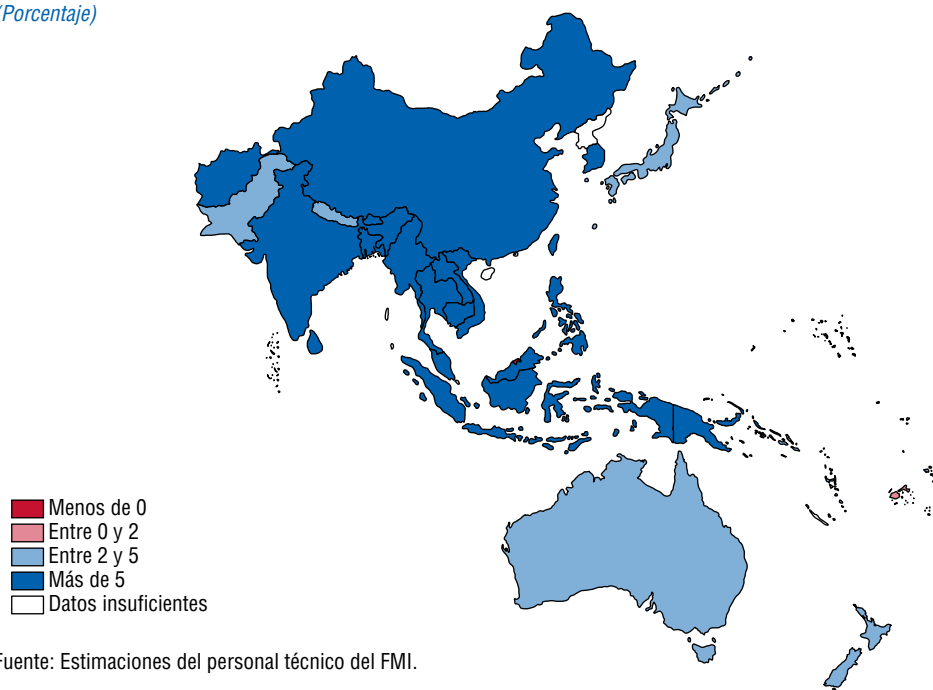 (Porcentaje)
Menos de 0
Entre 0 y 2
Entre 2 y 5
Más de 5
Datos insuficientes
Fuente: Estimaciones del personal técnico del FMI.